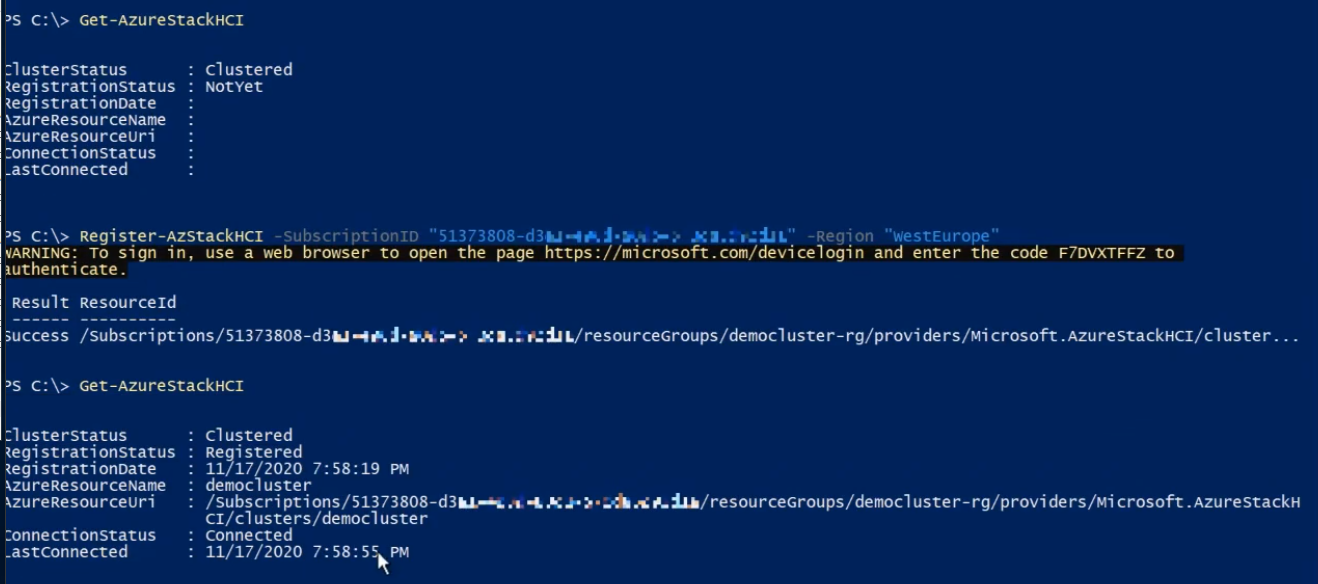 PS C:\> Get-AzureStackHCI
ClusterStatus : Clustered
RegistrationStatus : NotYet
RegistrationDate :
AzureResourceName :
AzureResourceUri :
ConnectionStatus :
LastConnected :
PS C:\> Register-AzStackHCI -SubscriptionID "51373808-d3 " -Region "WestEurope"
WARNING: To sign in, use a web browser to open the page https://microsoft.com/devicelogin and enter the code F7DVXTFFZ to
authenticate.
Result ResourceId
------ ----------
Success /Subscriptions/51373808-d3 /resourceGroups/democluster-rg/providers/Microsoft.AzureStackHCI/cluster...
PS C:\> Get-AzureStackHCI
ClusterStatus : Clustered
RegistrationStatus : Registered
RegistrationDate : 11/17/2020 7:58:19 PM
AzureResourceName : democluster
AzureResourceUri : /Subscriptions/51373808-d3 /resourceGroups/democluster-rg/providers/Microsoft.AzureStackH
CI/clusters/democluster
ConnectionStatus : Connected
LastConnected : 11/17/2020 7:58:55 PM